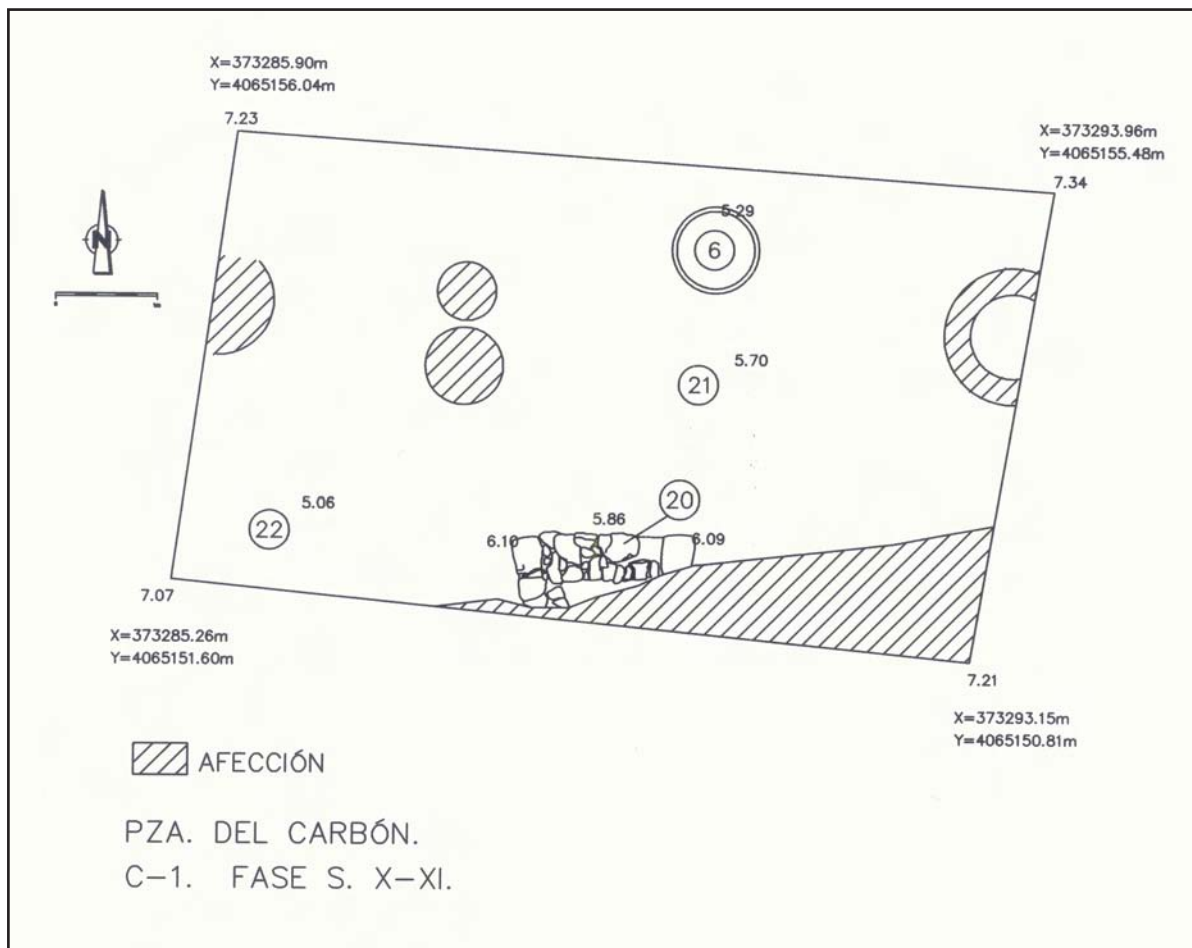 X=373285.90m
Y=4065156.04m
7.23
X=373293.96m
Y=4065155.48m
7.34
N
5.29
6
5.70
21
20
5.06
22
5.86
6.10
6.09
7.07
X=373285.26m
Y=4065151.60m
7.21
X=373293.15m
Y=4065150.81m
AFECCIÓN
PZA. DEL CARBÓN.
C-1. FASE S. X-XI.